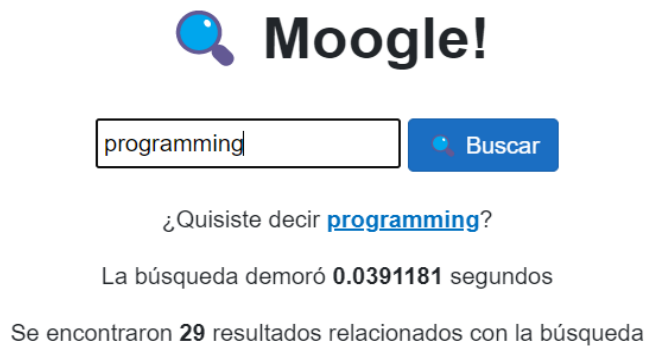 Moogle!
programming
Buscar
¿Quisiste decir programming?
La búsqueda demoró 0.0391181 segundos
Se encontraron 29 resultados relacionados con la búsqueda